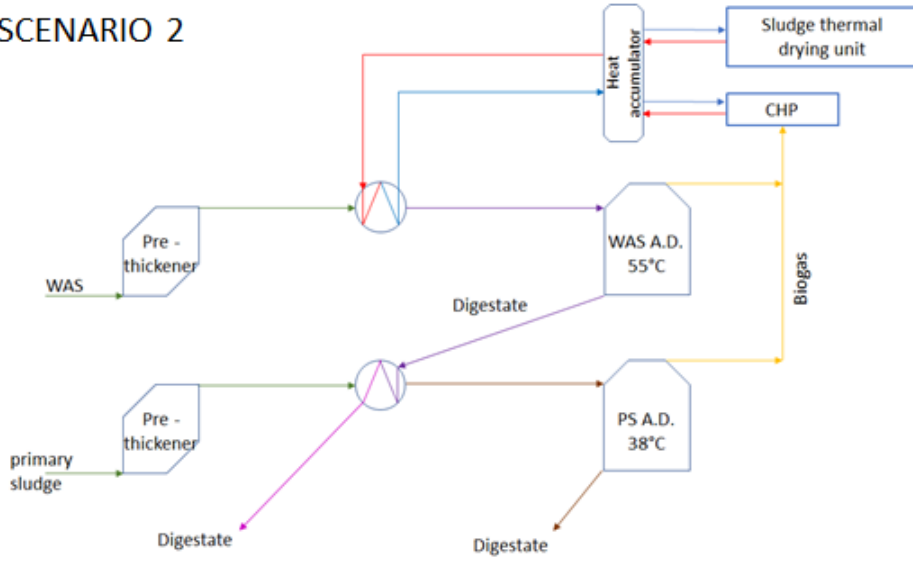 SCENARIO 2
Sludge thermal
drying unit
Heat
accumulator
CHP
Pre -
thickener
WAS A.D.
55°C
WAS
Biogas
Digestate
Pre -
thickener
PS A.D.
38°C
primary
sludge
Digestate
Digestate